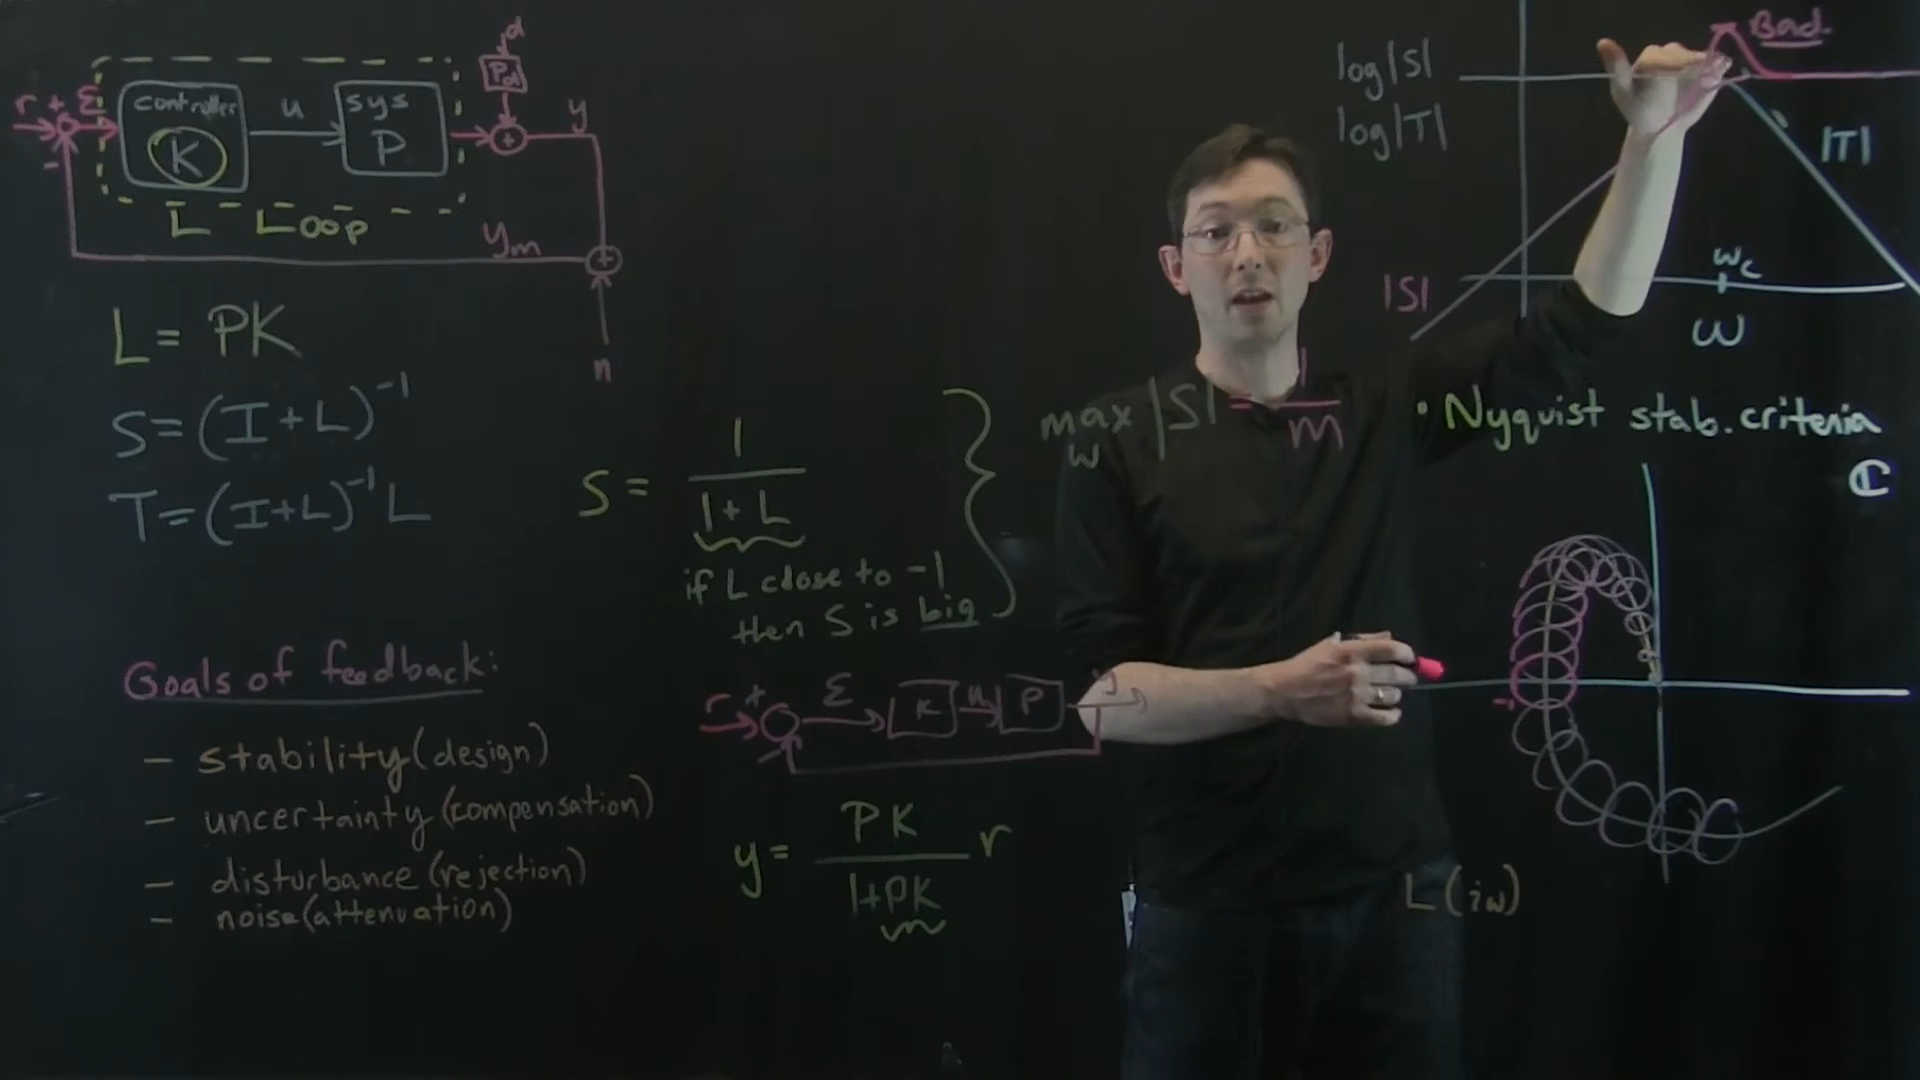 d
Pd
r + ε
controller
K
u
sys
P
+
y
-
L Loop
ym
+
n
L = PK
S = (I + L)⁻¹
T = (I+L)⁻¹ L
Goals of feedback:
- stability (design)
- uncertainty (compensation)
- disturbance (rejection)
- noise (attenuation)
S = 1
1 + L
if L close to -1
then S is big
max |S| = 1
ω m
r + ε K u P y
-
y = PK r
1+PK
log|S|
log|T|
Bad
|T|
|S|
ωc
ω
• Nyquist stab. criteria
ℂ
-1
L(iω)